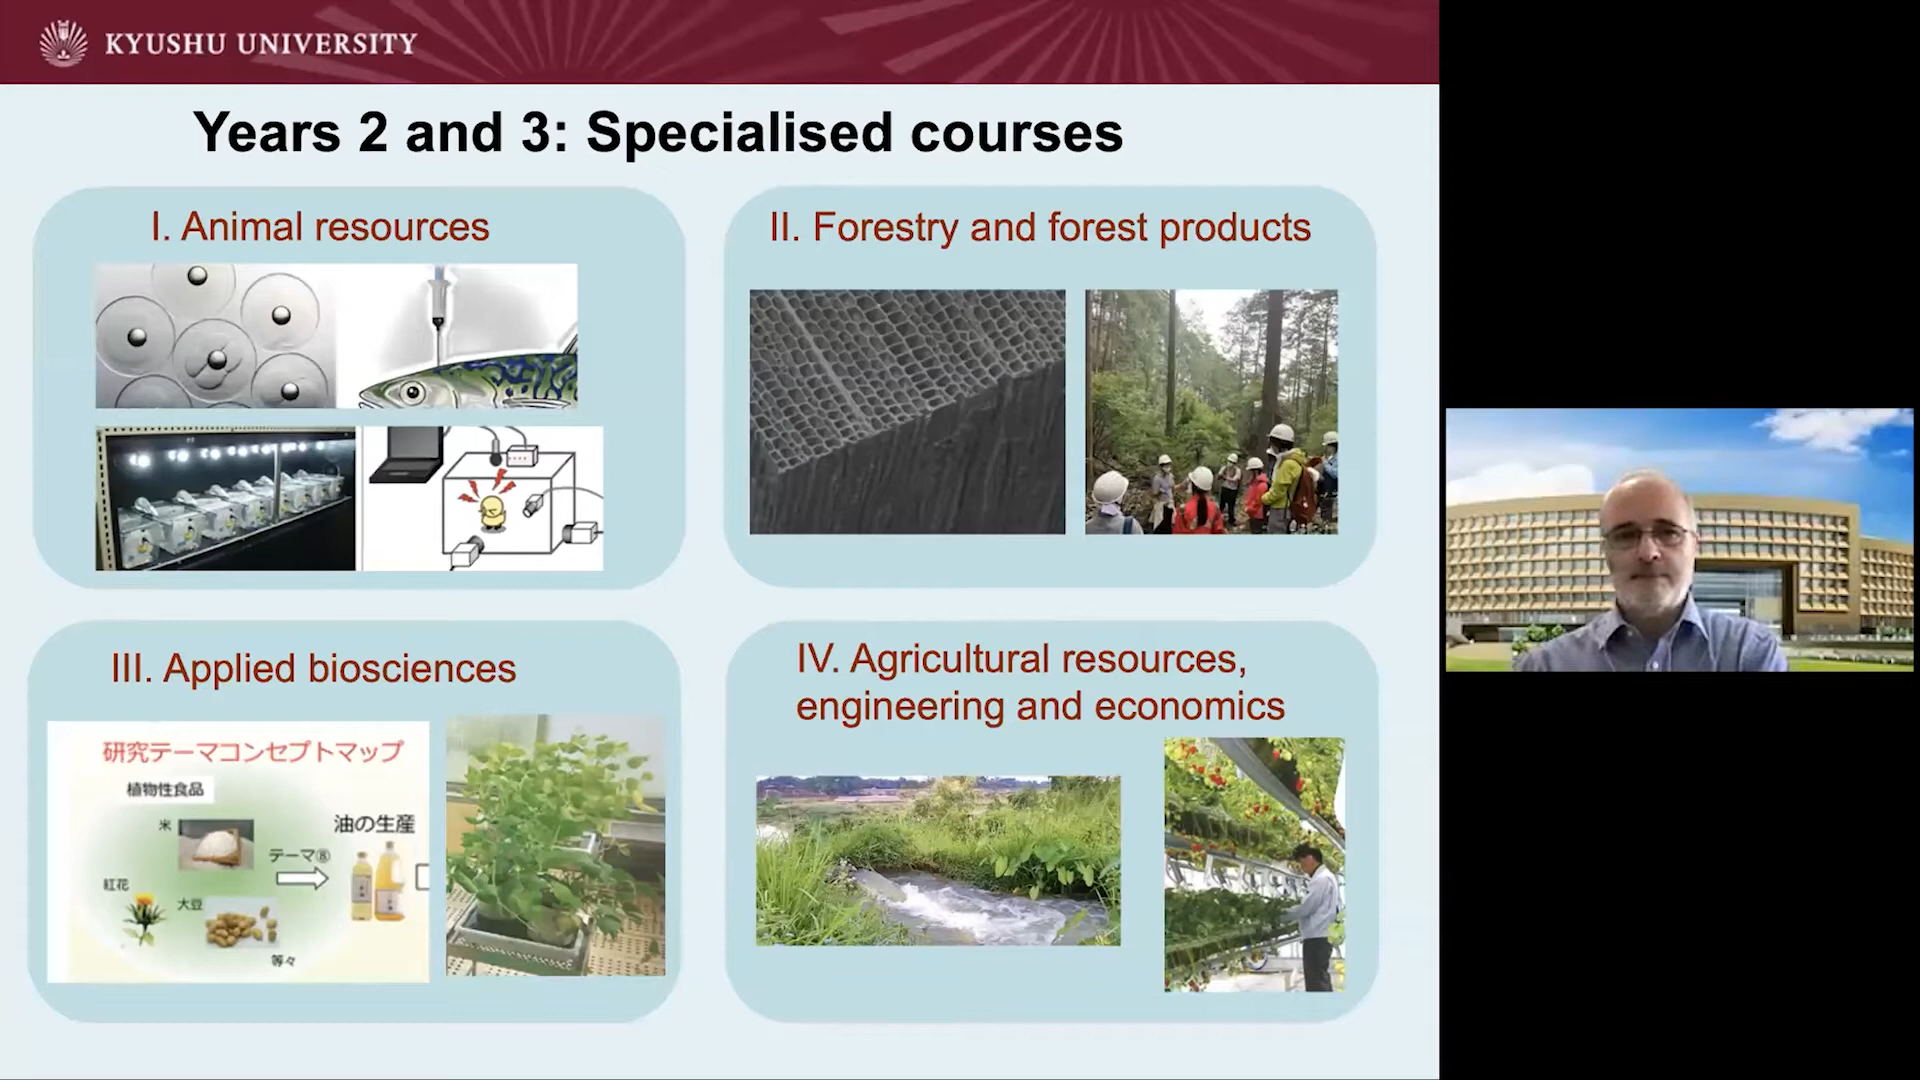 KYUSHU UNIVERSITY
Years 2 and 3: Specialised courses
I. Animal resources
II. Forestry and forest products
III. Applied biosciences
研究テーマコンセプトマップ
植物性食品
米
油の生産
テーマ⑧
紅花
大豆
等々
IV. Agricultural resources,
engineering and economics